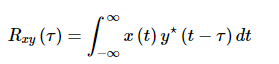 R_{xy}(τ) = ∫_{-∞}^{∞} x(t) y^{⋆}(t − τ) dt